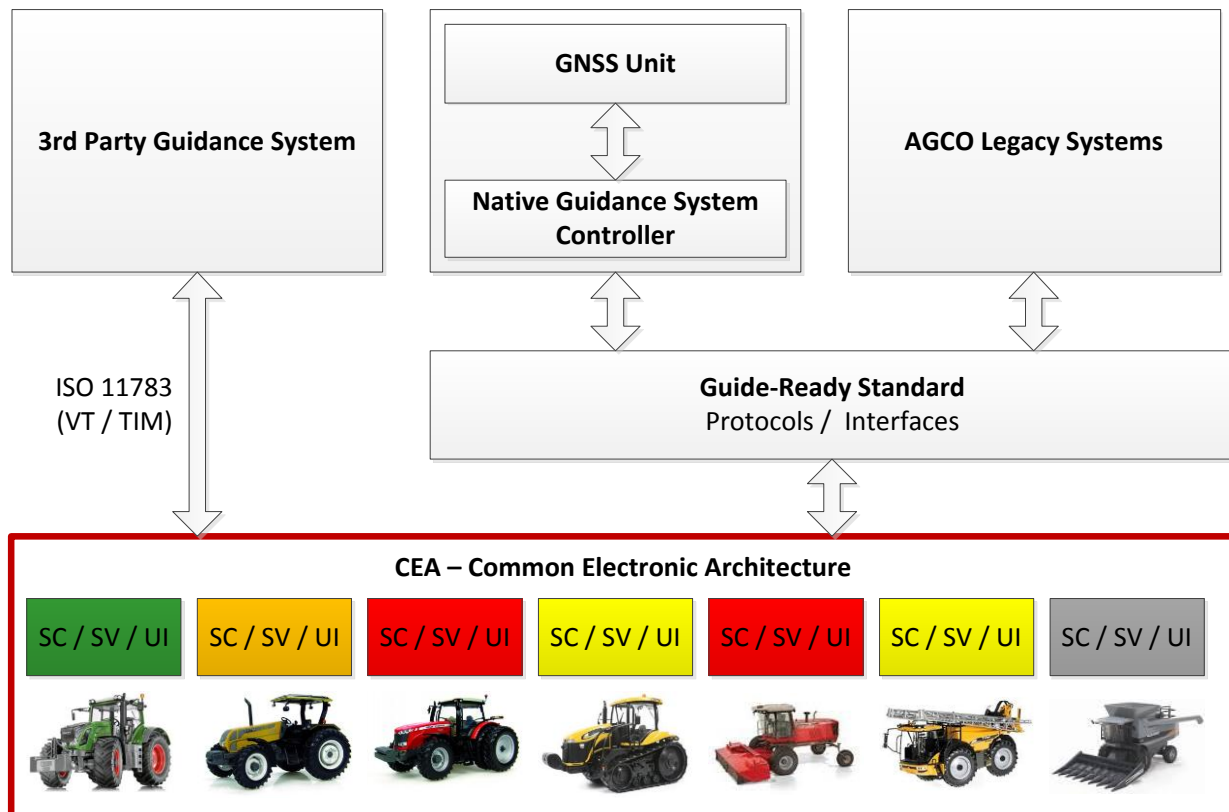 3rd Party Guidance System
GNSS Unit
Native Guidance System
Controller
AGCO Legacy Systems
ISO 11783
(VT / TIM)
Guide-Ready Standard
Protocols / Interfaces
CEA – Common Electronic Architecture
SC / SV / UI
SC / SV / UI
SC / SV / UI
SC / SV / UI
SC / SV / UI
SC / SV / UI
SC / SV / UI